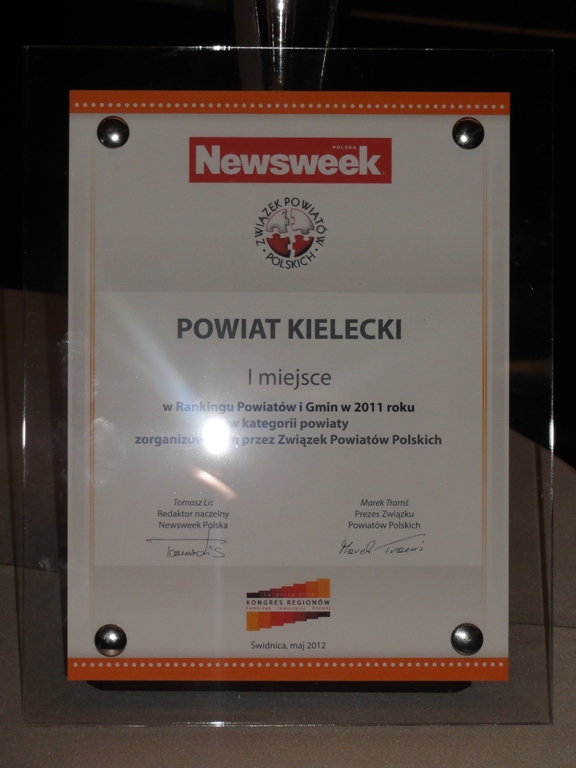 POLSKA
Newsweek
ZWIĄZEK POWIATÓW
POLSKICH
POWIAT KIELECKI
I miejsce
w Rankingu Powiatów i Gmin w 2011 roku
w kategorii powiaty
przez Związek Powiatów Polskich
Tomasz Lis
Marek Tramś
Redaktor naczelny
Prezes Związku
Newsweek Polska
Powiatów Polskich
KONGRES REGIONÓW
Świdnica, maj 2012